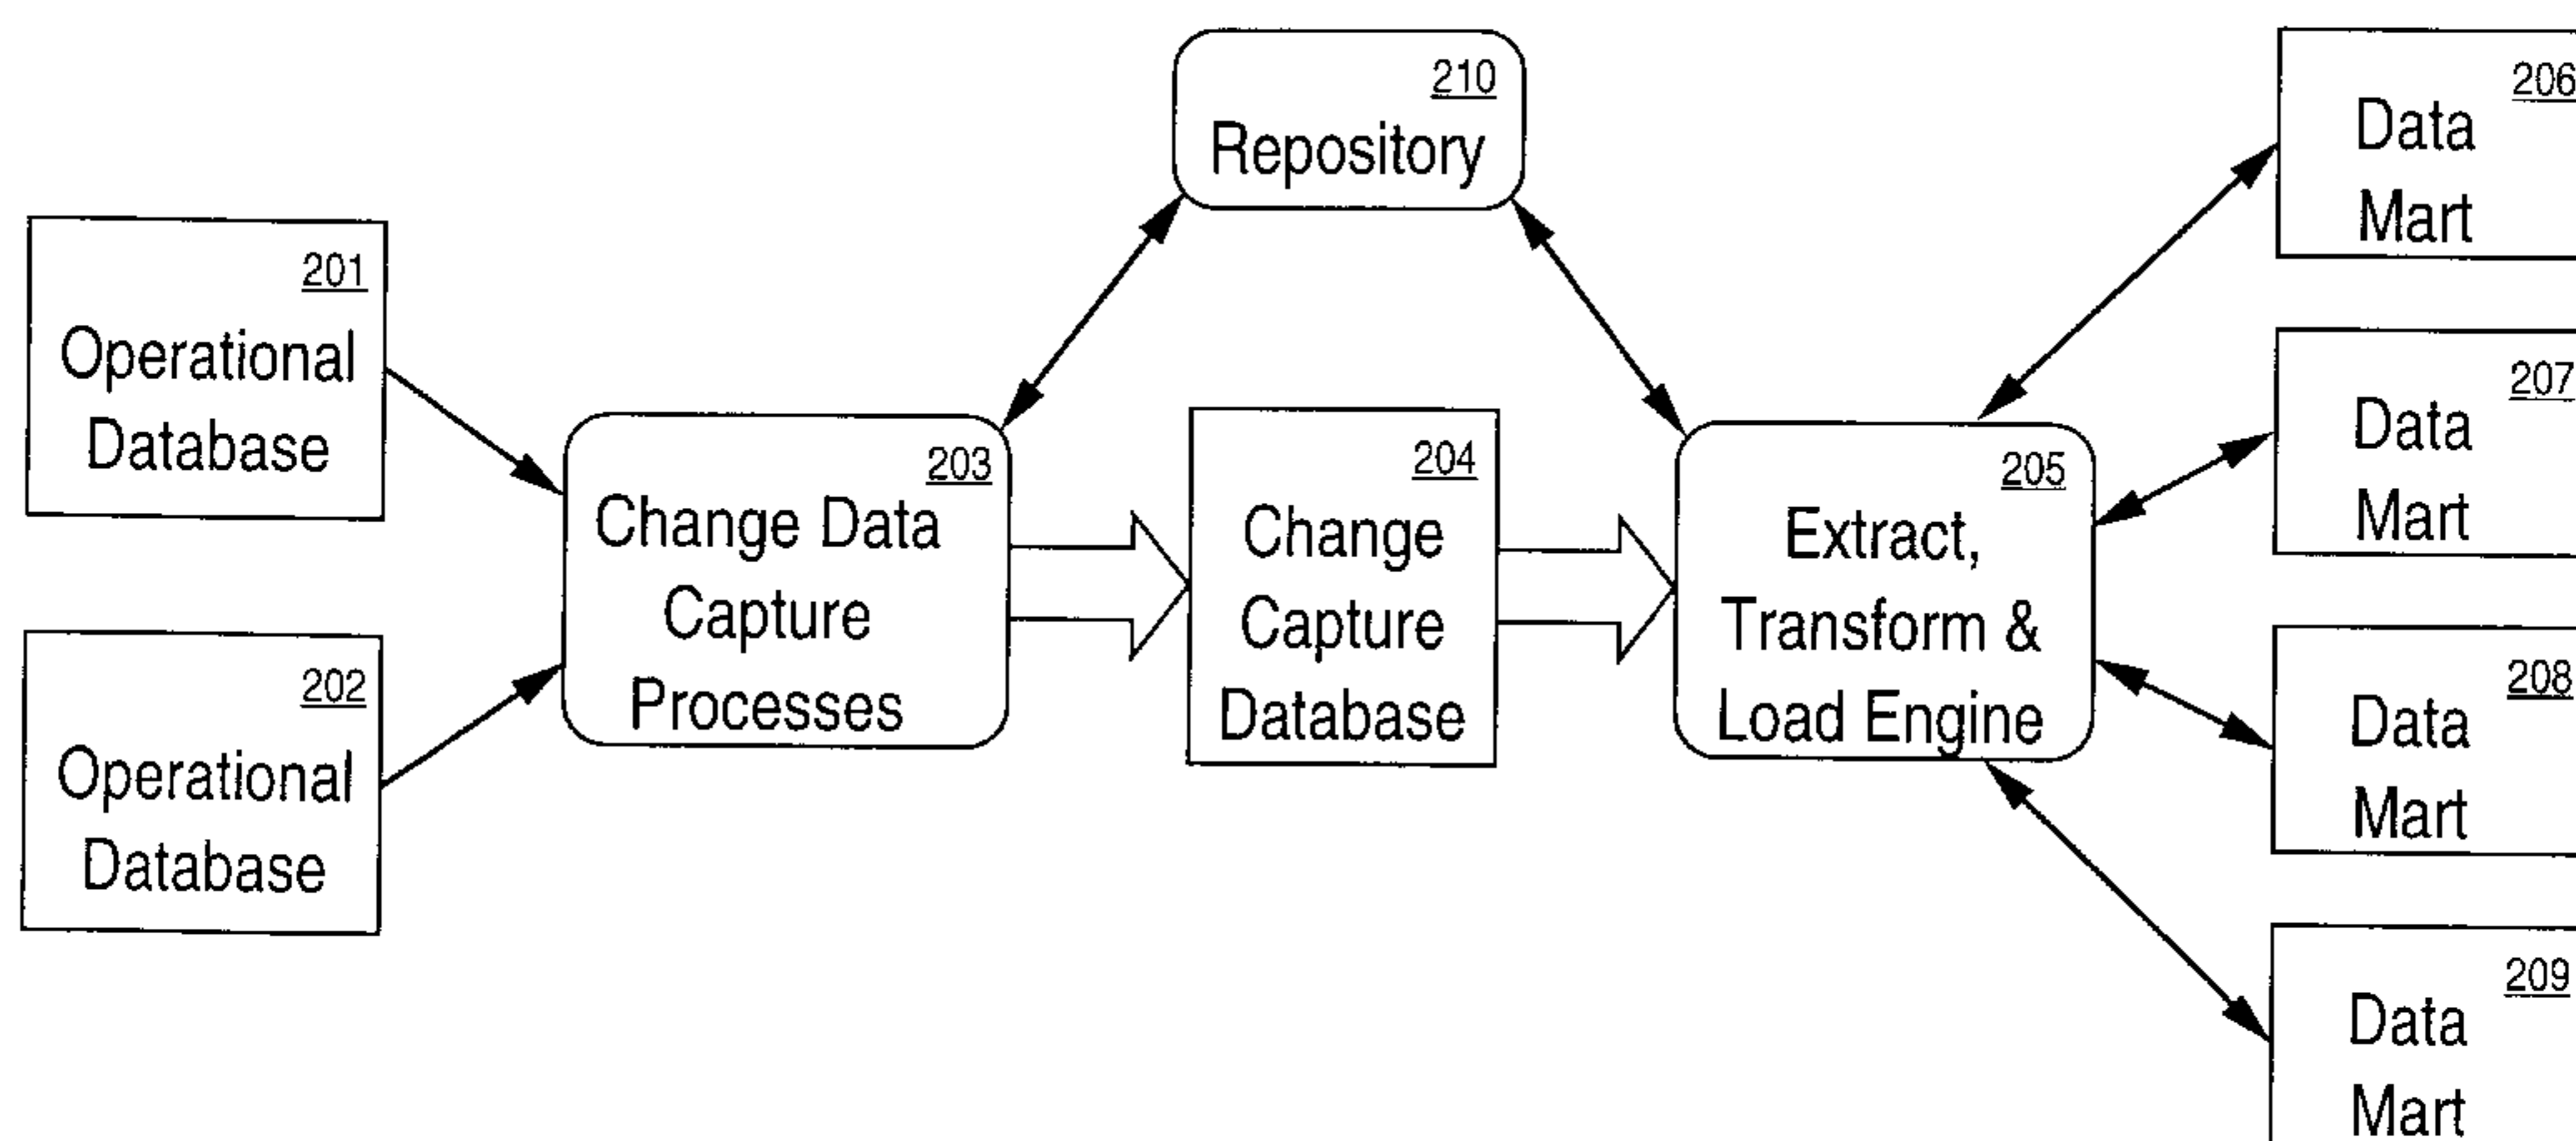 210
Repository
201
Operational
Database
202
Operational
Database
203
Change Data
Capture
Processes
204
Change
Capture
Database
205
Extract,
Transform &
Load Engine
206
Data
Mart
207
Data
Mart
208
Data
Mart
209
Data
Mart